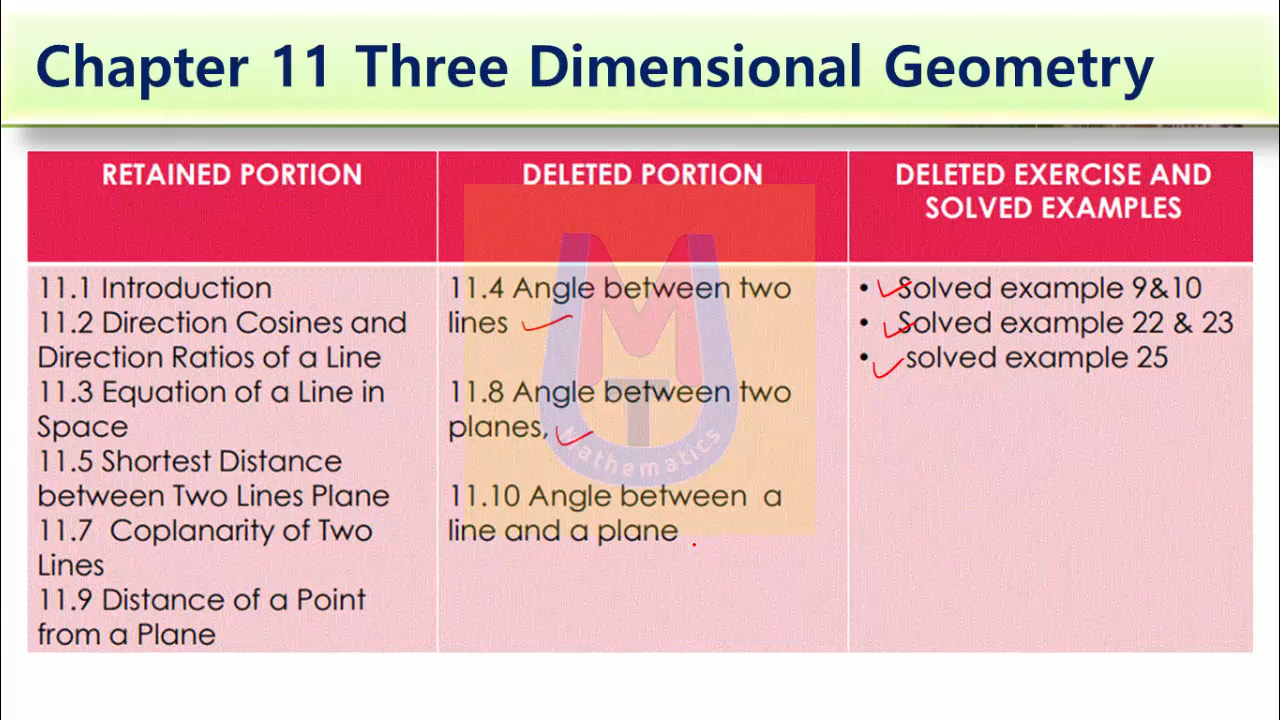 Chapter 11 Three Dimensional Geometry
RETAINED PORTION
11.1 Introduction
11.2 Direction Cosines and
Direction Ratios of a Line
11.3 Equation of a Line in
Space
11.5 Shortest Distance
between Two Lines Plane
11.7 Coplanarity of Two
Lines
11.9 Distance of a Point
from a Plane
DELETED PORTION
11.4 Angle between two
lines
11.8 Angle between two
planes,
11.10 Angle between a
line and a plane
DELETED EXERCISE AND
SOLVED EXAMPLES
• Solved example 9&10
• Solved example 22 & 23
• solved example 25
MT
Mathematics